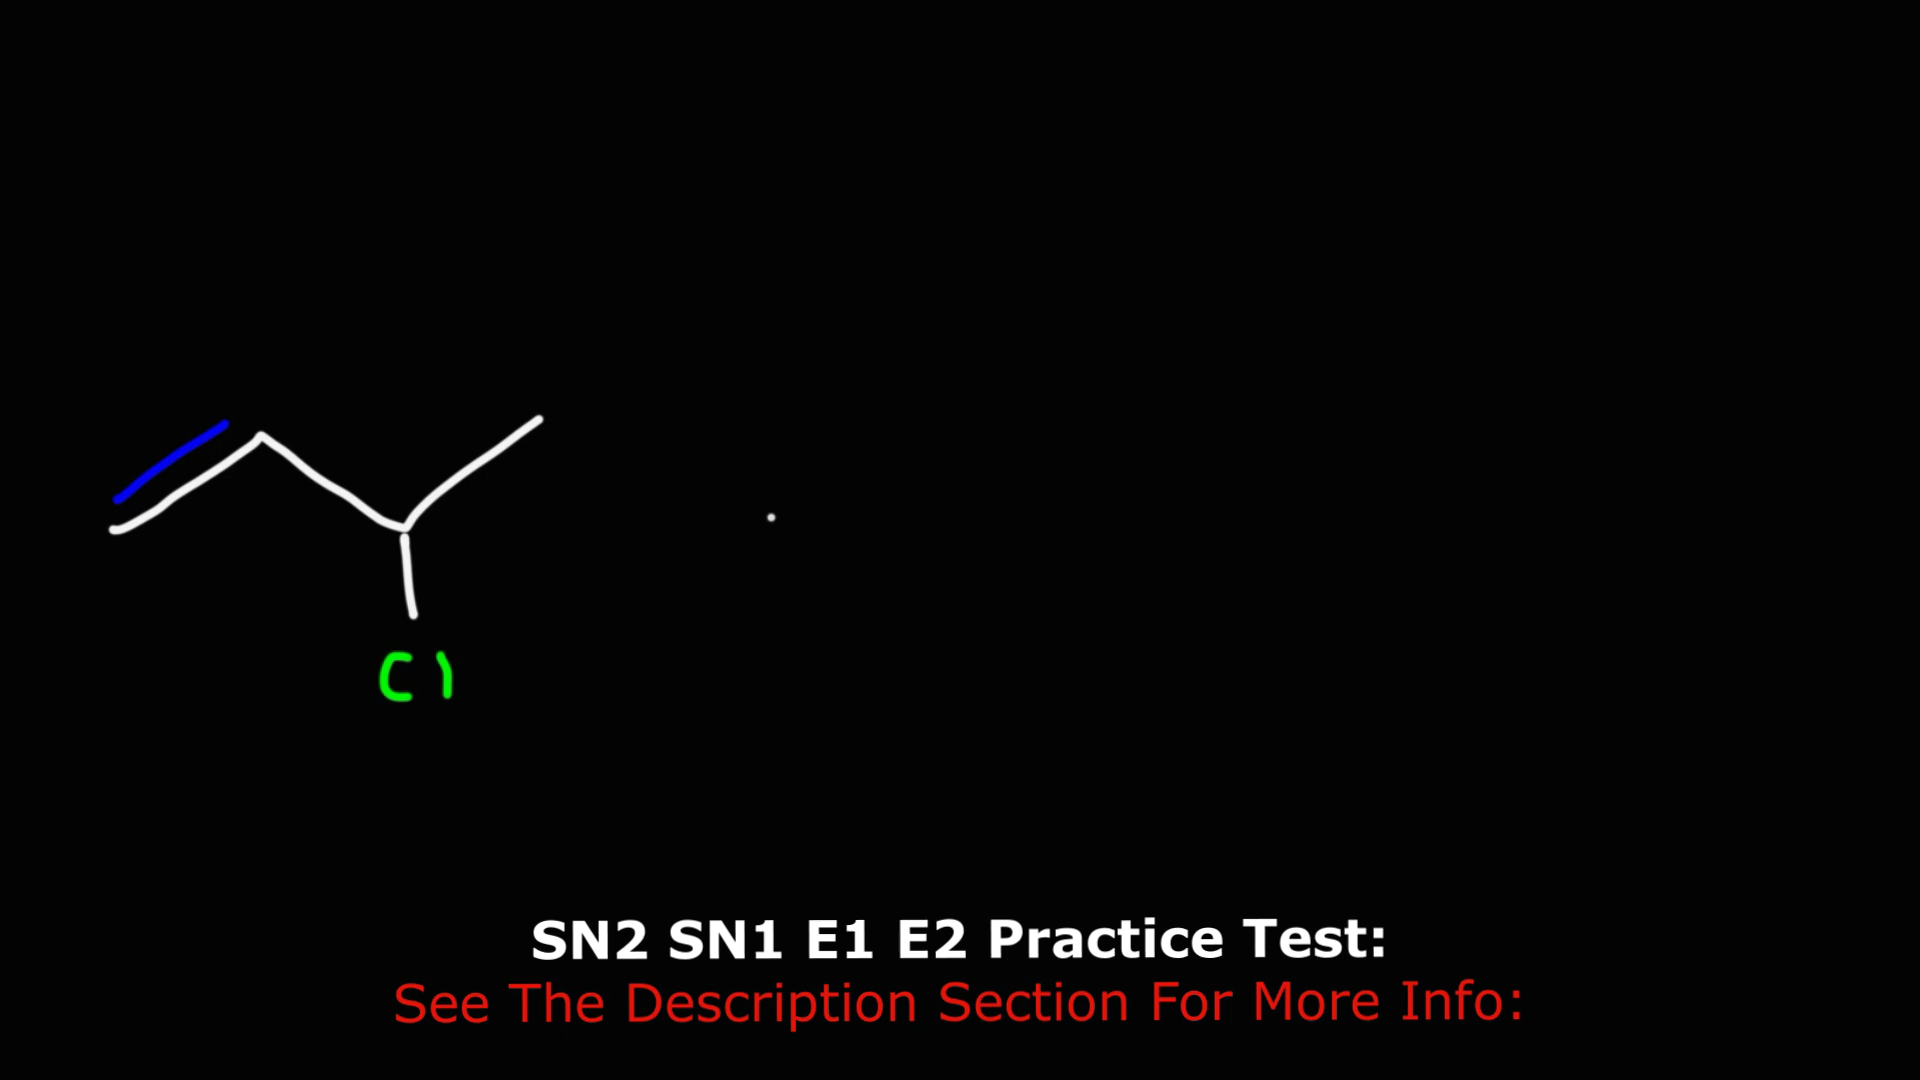 Cl
SN2 SN1 E1 E2 Practice Test:
See The Description Section For More Info: